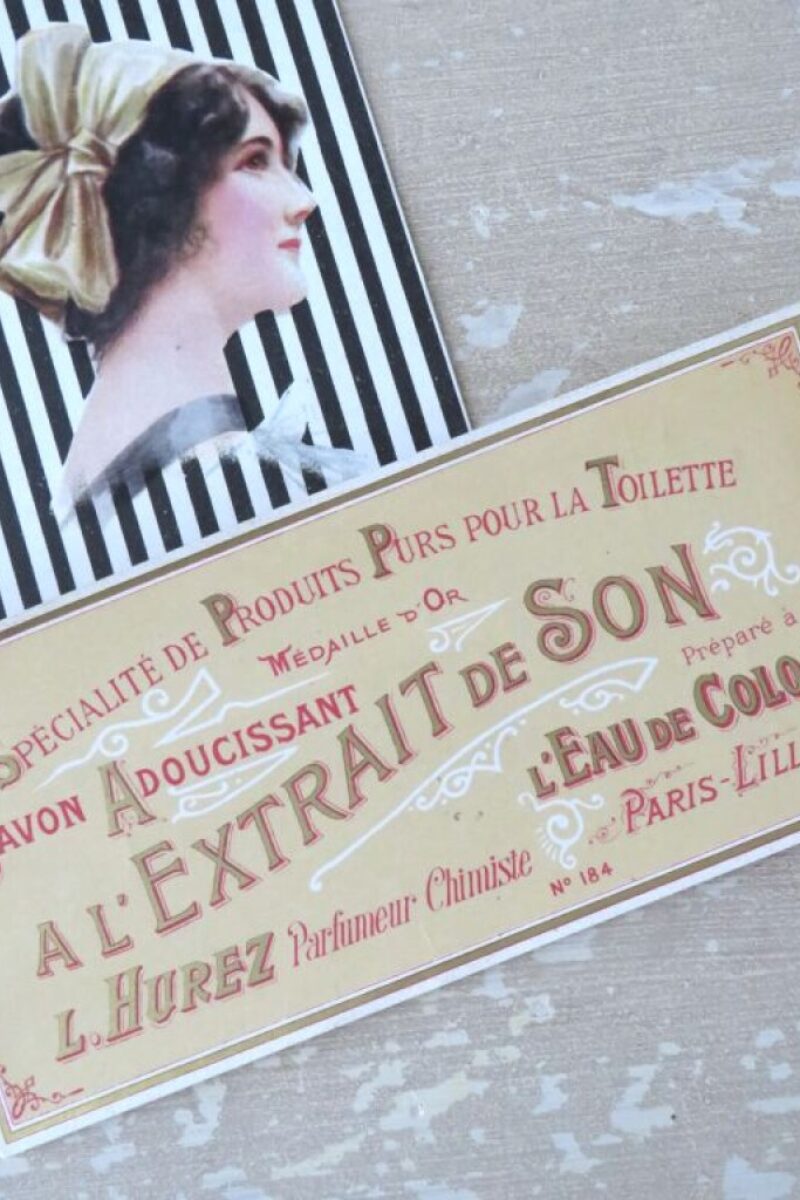 SPÉCIALITÉ DE PRODUITS PURS POUR LA TOILETTE
MÉDAILLE D'OR
AVON ADOUCISSANT
A L'EXTRAIT DE SON
Préparé à
L'EAU DE COLO
L. HUREZ Parfumeur Chimiste
PARIS-LILL
Nº 184